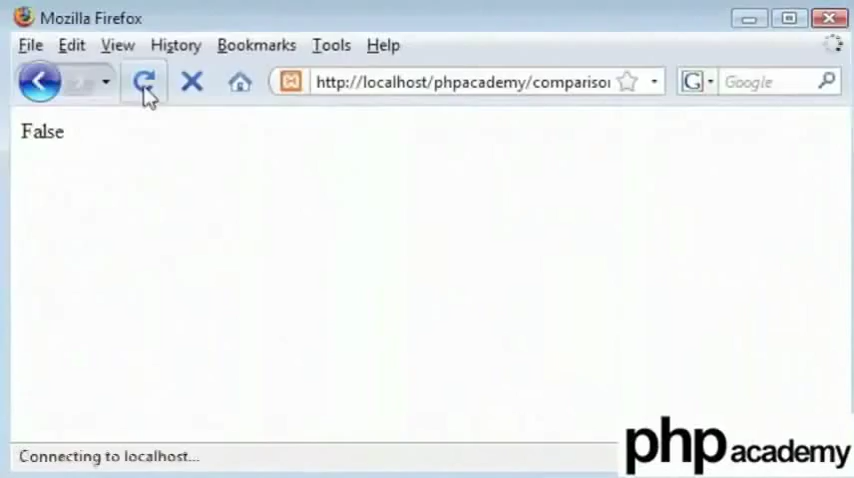 Mozilla Firefox
File Edit View History Bookmarks Tools Help
http://localhost/phpacademy/comparison G Google
False
Connecting to localhost...
php academy